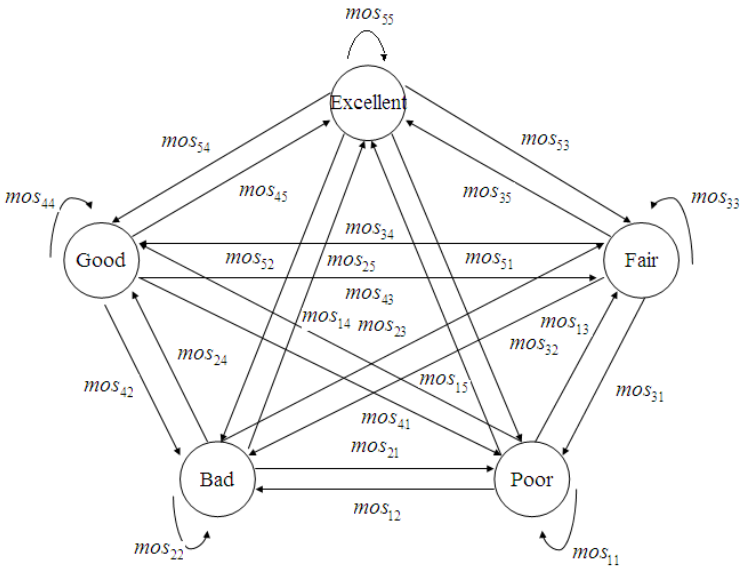 mos₅₅
Excellent
mos₅₄
mos₅₃
mos₄₅
mos₃₅
mos₄₄
mos₃₃
mos₃₄
Good
mos₅₂
mos₂₅
mos₅₁
Fair
mos₄₃
mos₁₄
mos₂₃
mos₁₃
mos₃₂
mos₂₄
mos₁₅
mos₄₂
mos₃₁
mos₄₁
mos₂₁
Bad
Poor
mos₁₂
mos₂₂
mos₁₁